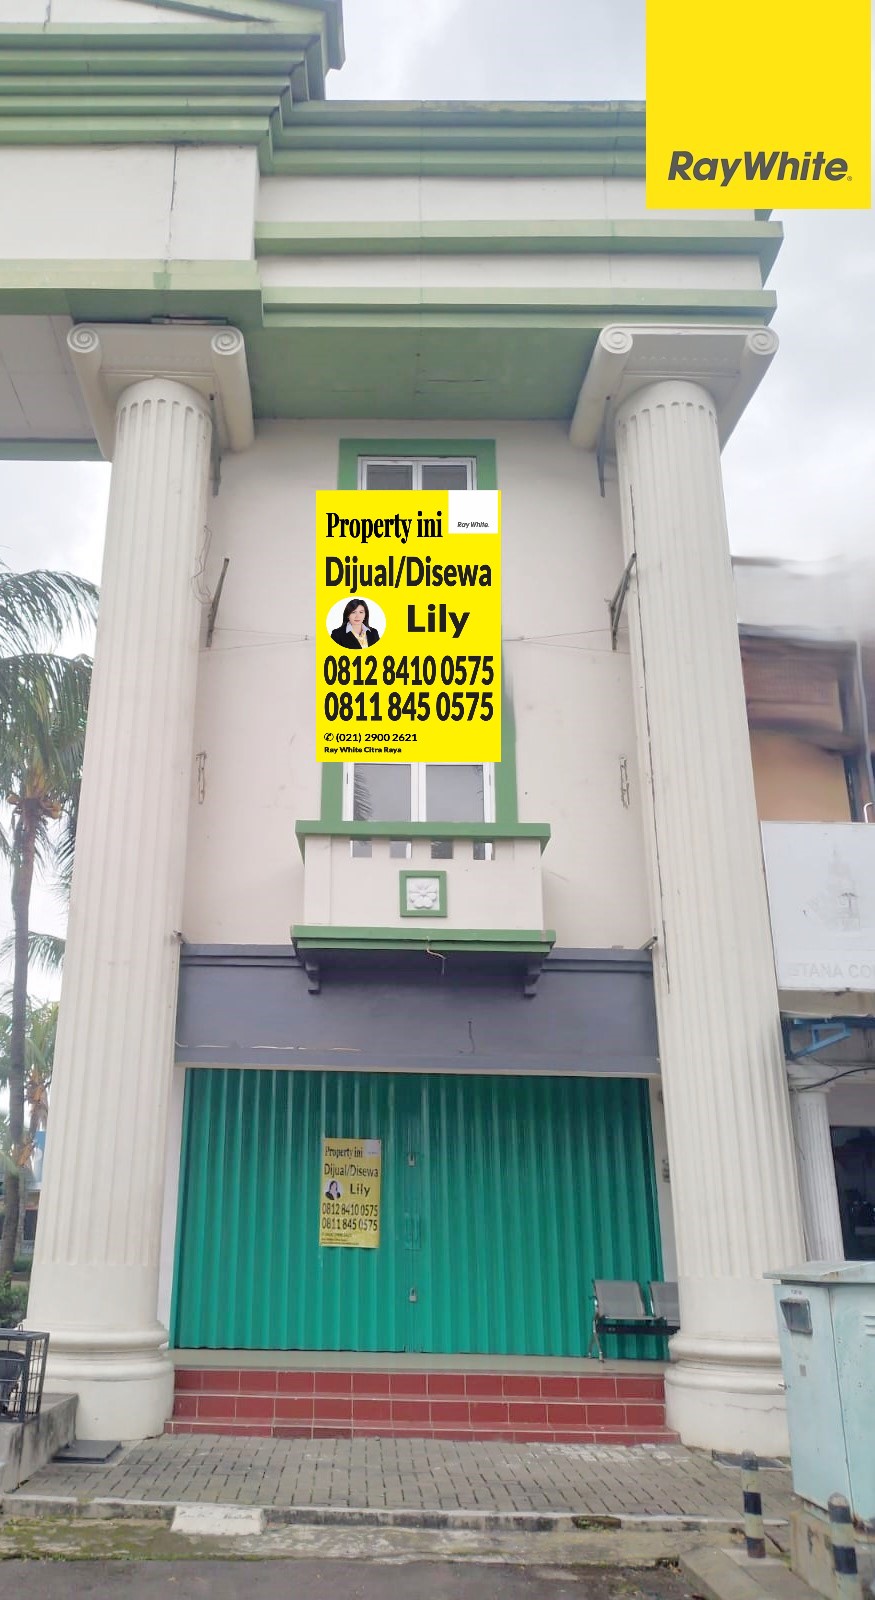 RayWhite.
Property ini
Ray White.
Dijual/Disewa
Lily
0812 8410 0575
0811 845 0575
✆ (021) 2900 2621
Ray White Citra Raya
Property ini
Dijual/Disewa
Lily
0812 8410 0575
0811 845 0575